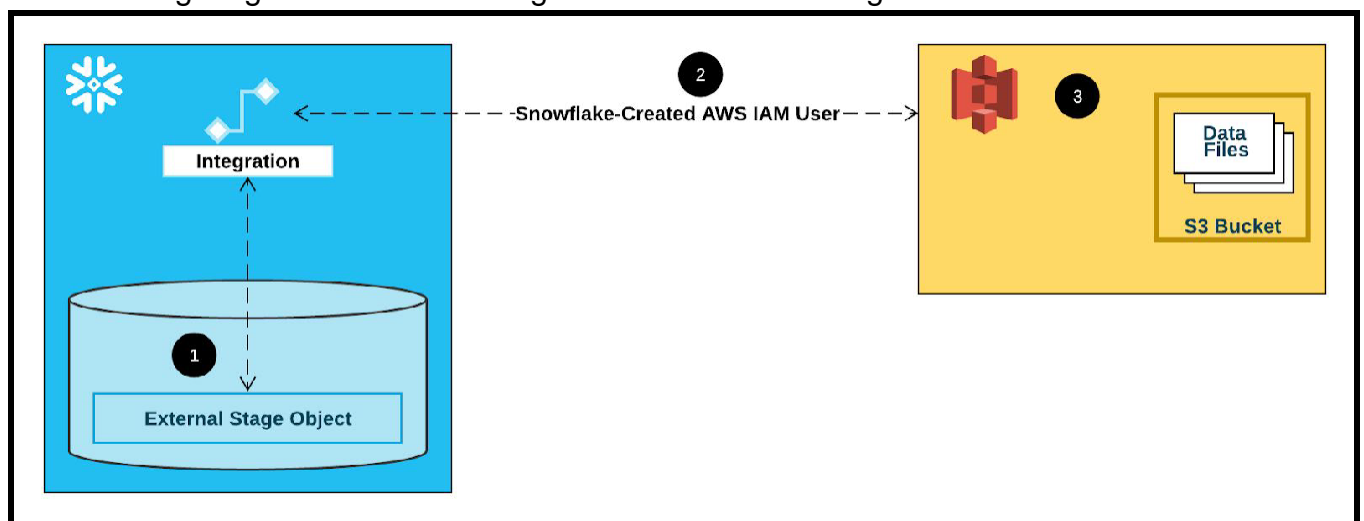 2
3
Snowflake-Created AWS IAM User
Integration
Data
Files
S3 Bucket
1
External Stage Object